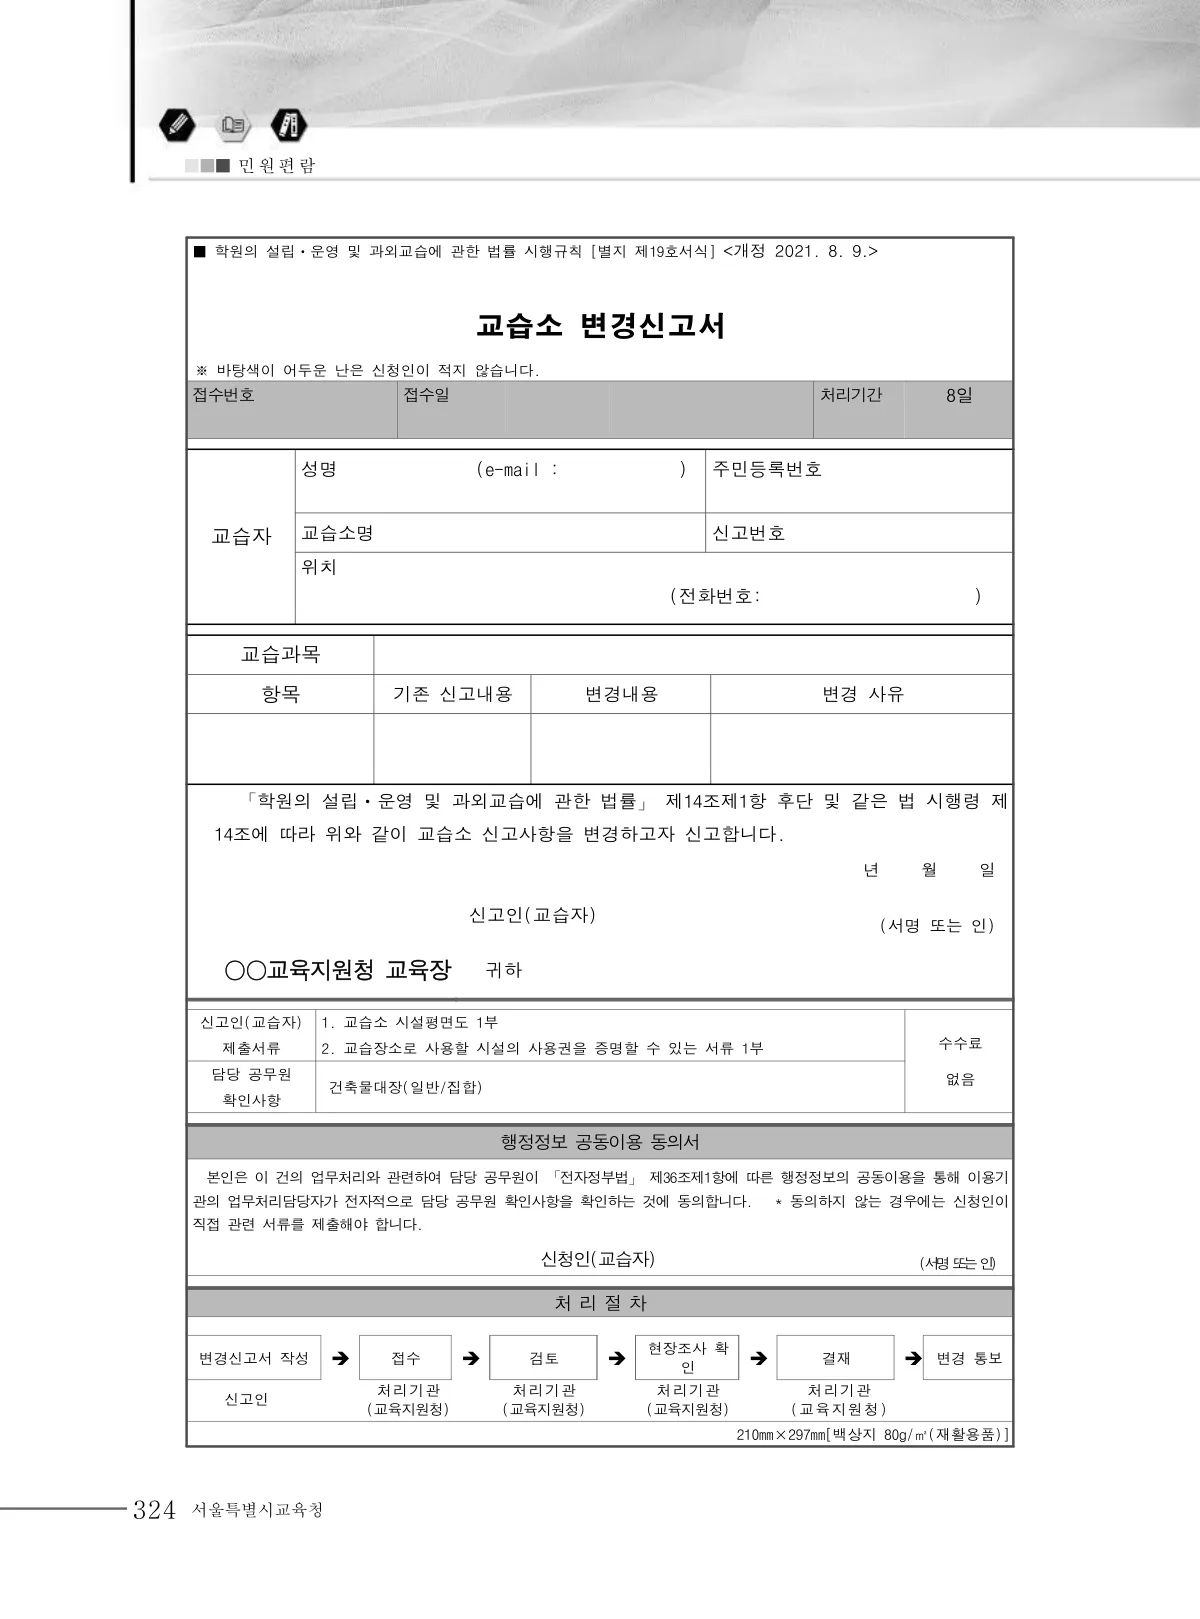 민원편람
■ 학원의 설립·운영 및 과외교습에 관한 법률 시행규칙 [별지 제19호서식] <개정 2021. 8. 9.>
교습소 변경신고서
※ 바탕색이 어두운 난은 신청인이 적지 않습니다.
접수번호 접수일 처리기간 8일
성명 (e-mail : ) 주민등록번호
교습자 교습소명 신고번호
위치
(전화번호: )
교습과목
항목 기존 신고내용 변경내용 변경 사유
「학원의 설립·운영 및 과외교습에 관한 법률」 제14조제1항 후단 및 같은 법 시행령 제
14조에 따라 위와 같이 교습소 신고사항을 변경하고자 신고합니다.
년 월 일
신고인(교습자)
(서명 또는 인)
○○교육지원청 교육장 귀하
신고인(교습자) 1. 교습소 시설평면도 1부
제출서류 2. 교습장소로 사용할 시설의 사용권을 증명할 수 있는 서류 1부
수수료
없음
담당 공무원
확인사항
건축물대장(일반/집합)
행정정보 공동이용 동의서
본인은 이 건의 업무처리와 관련하여 담당 공무원이 「전자정부법」 제36조제1항에 따른 행정정보의 공동이용을 통해 이용기
관의 업무처리담당자가 전자적으로 담당 공무원 확인사항을 확인하는 것에 동의합니다. * 동의하지 않는 경우에는 신청인이
직접 관련 서류를 제출해야 합니다.
신청인(교습자) (서명 또는 인)
처 리 절 차
변경신고서 작성 ➔ 접수 ➔ 검토 ➔ 현장조사 확
인 ➔ 결재 ➔ 변경 통보
신고인 처리기관 처리기관 처리기관 처리기관
(교육지원청) (교육지원청) (교육지원청) (교육지원청)
210㎜×297㎜[백상지 80g/㎡(재활용품)]
324 서울특별시교육청